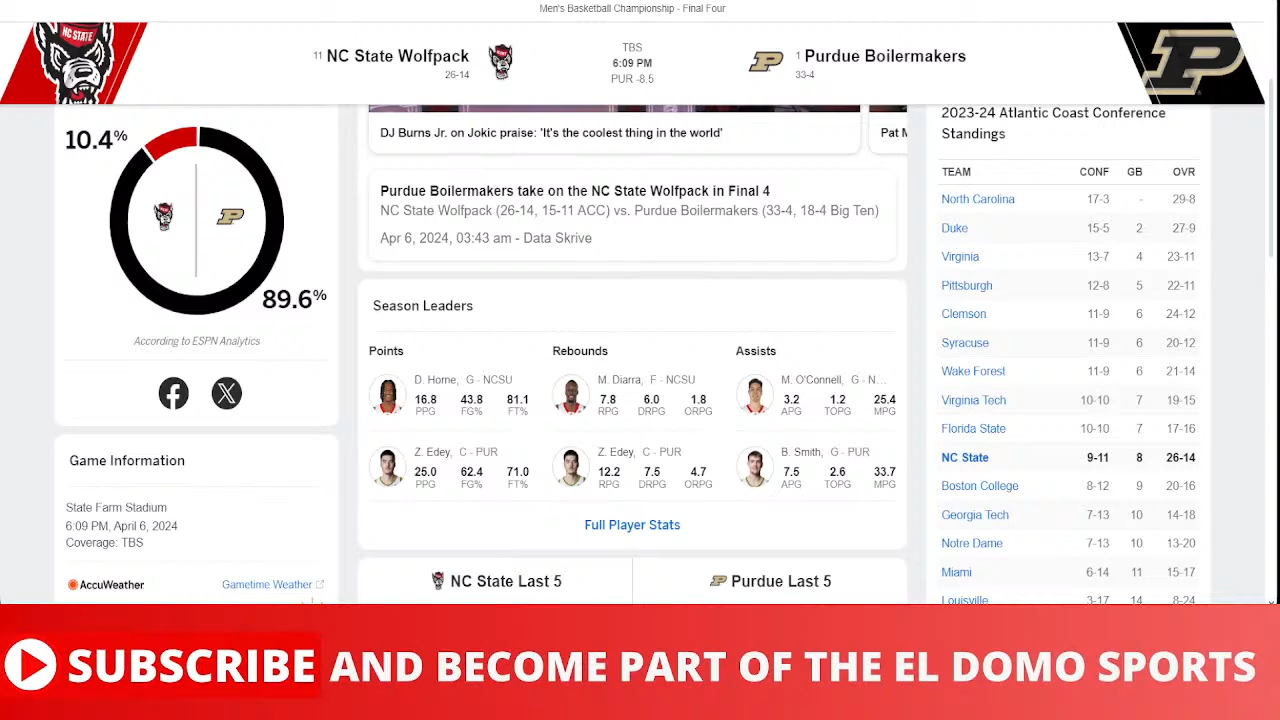 Men's Basketball Championship - Final Four
NC STATE
11 NC State Wolfpack
26-14
TBS
6:09 PM
PUR -8.5
1 Purdue Boilermakers
33-4
P
10.4%
89.6%
According to ESPN Analytics
Game Information
State Farm Stadium
6:09 PM, April 6, 2024
Coverage: TBS
AccuWeather
Gametime Weather
DJ Burns Jr. on Jokic praise: 'It's the coolest thing in the world'
Pat M
Purdue Boilermakers take on the NC State Wolfpack in Final 4
NC State Wolfpack (26-14, 15-11 ACC) vs. Purdue Boilermakers (33-4, 18-4 Big Ten)
Apr 6, 2024, 03:43 am - Data Skrive
Season Leaders
Points Rebounds Assists
D. Horne, G - NCSU M. Diarra, F - NCSU M. O'Connell, G - N...
16.8 43.8 81.1 7.8 6.0 1.8 3.2 1.2 25.4
PPG FG% FT% RPG DRPG ORPG APG TOPG MPG
Z. Edey, C - PUR Z. Edey, C - PUR B. Smith, G - PUR
25.0 62.4 71.0 12.2 7.5 4.7 7.5 2.6 33.7
PPG FG% FT% RPG DRPG ORPG APG TOPG MPG
Full Player Stats
NC State Last 5 Purdue Last 5
2023-24 Atlantic Coast Conference
Standings
TEAM CONF GB OVR
North Carolina 17-3 - 29-8
Duke 15-5 2 27-9
Virginia 13-7 4 23-11
Pittsburgh 12-8 5 22-11
Clemson 11-9 6 24-12
Syracuse 11-9 6 20-12
Wake Forest 11-9 6 21-14
Virginia Tech 10-10 7 19-15
Florida State 10-10 7 17-16
NC State 9-11 8 26-14
Boston College 8-12 9 20-16
Georgia Tech 7-13 10 14-18
Notre Dame 7-13 10 13-20
Miami 6-14 11 15-17
Louisville 3-17 14 8-24
SUBSCRIBE AND BECOME PART OF THE EL DOMO SPORTS